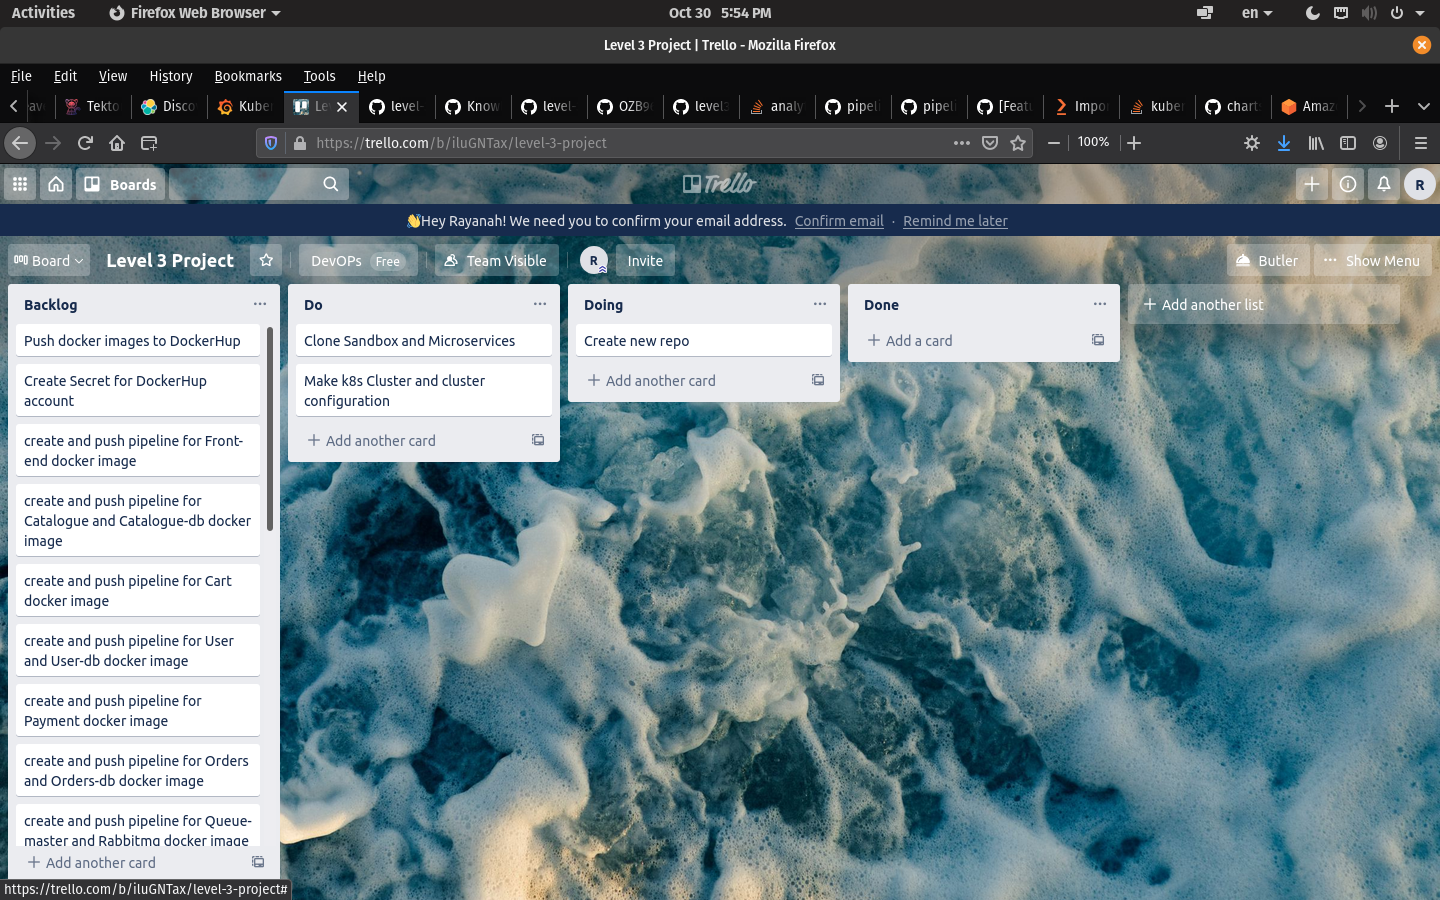 Activities
Firefox Web Browser
Oct 30 5:54 PM
en
Level 3 Project | Trello - Mozilla Firefox
File Edit View History Bookmarks Tools Help
Tekto
Disco
Kuber
Le
level-
Know
level-
OZB9
level3
analy
pipeli
pipeli
[Featu
Impor
kuber
chart
Amaz
https://trello.com/b/iluGNTax/level-3-project
100%
Boards
Trello
R
👋Hey Rayanah! We need you to confirm your email address. Confirm email · Remind me later
Board
Level 3 Project
DevOPs Free
Team Visible
R
Invite
Butler
Show Menu
Backlog
Push docker images to DockerHup
Create Secret for DockerHup
account
create and push pipeline for Front-
end docker image
create and push pipeline for
Catalogue and Catalogue-db docker
image
create and push pipeline for Cart
docker image
create and push pipeline for User
and User-db docker image
create and push pipeline for
Payment docker image
create and push pipeline for Orders
and Orders-db docker image
create and push pipeline for Queue-
master and Rabbitmq docker image
Add another card
Do
Clone Sandbox and Microservices
Make k8s Cluster and cluster
configuration
Add another card
Doing
Create new repo
Add another card
Done
Add a card
Add another list
https://trello.com/b/iluGNTax/level-3-project#